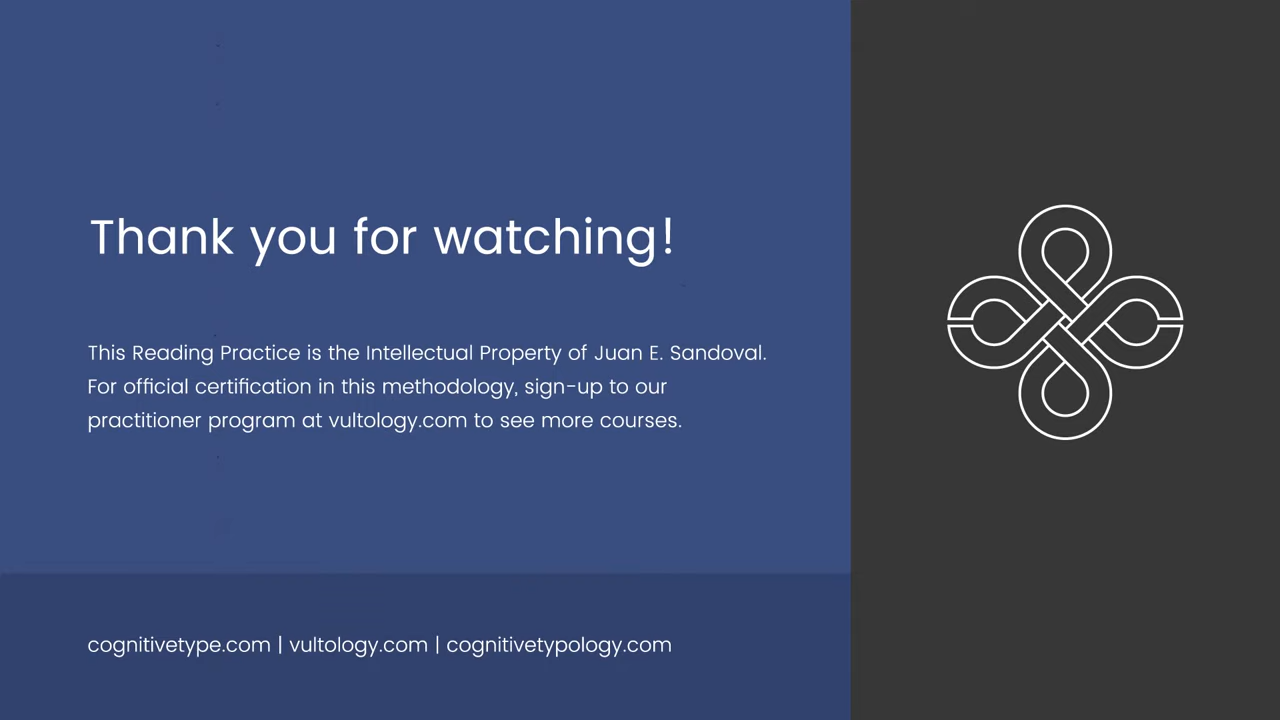 Thank you for watching!
This Reading Practice is the Intellectual Property of Juan E. Sandoval.
For official certification in this methodology, sign-up to our
practitioner program at vultology.com to see more courses.
cognitivetype.com | vultology.com | cognitivetypology.com